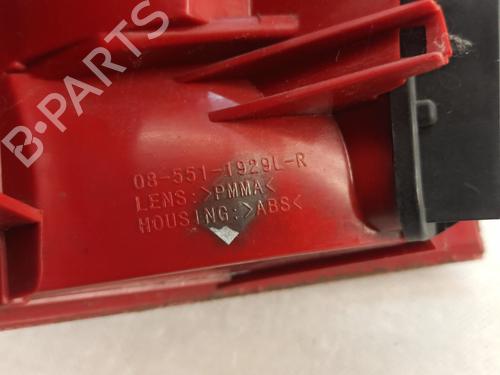 B-PARTS
08-551-1929L-R
LENS:>PMMA<
HOUSING:>ABS<